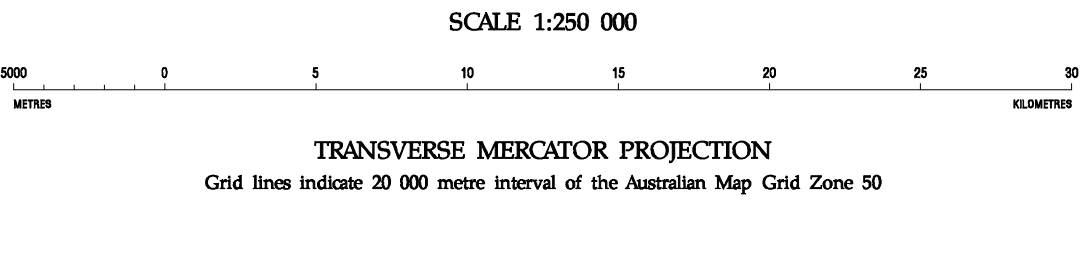 SCALE 1:250 000
5000 0 5 10 15 20 25 30
METRES KILOMETRES
TRANSVERSE MERCATOR PROJECTION
Grid lines indicate 20 000 metre interval of the Australian Map Grid Zone 50